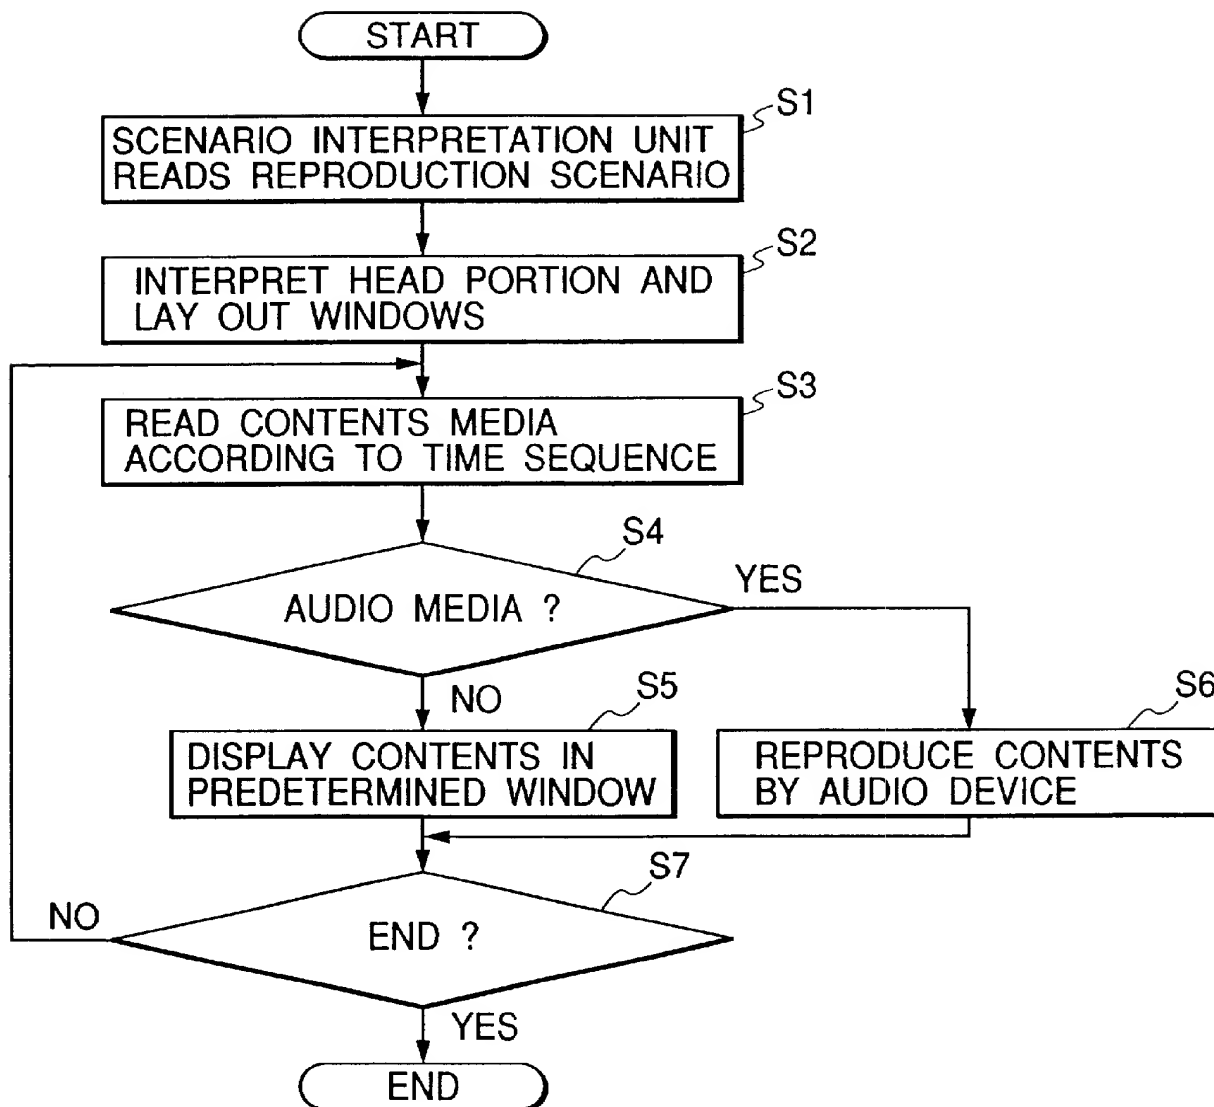 START
S1
SCENARIO INTERPRETATION UNIT
READS REPRODUCTION SCENARIO
S2
INTERPRET HEAD PORTION AND
LAY OUT WINDOWS
S3
READ CONTENTS MEDIA
ACCORDING TO TIME SEQUENCE
S4
AUDIO MEDIA ?
YES
NO
S5
DISPLAY CONTENTS IN
PREDETERMINED WINDOW
S6
REPRODUCE CONTENTS
BY AUDIO DEVICE
S7
END ?
NO
YES
END